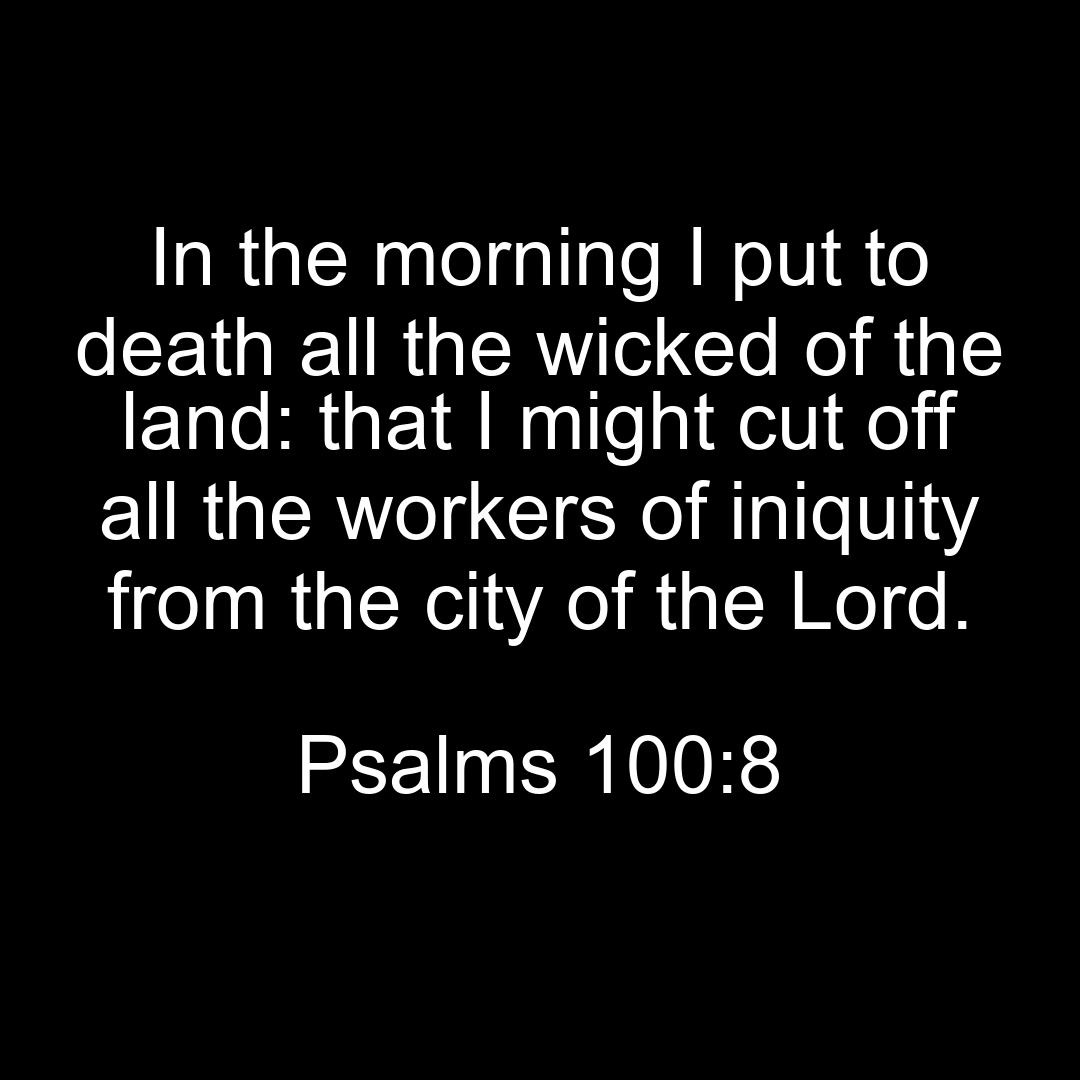 In the morning I put to
death all the wicked of the
land: that I might cut off
all the workers of iniquity
from the city of the Lord.
Psalms 100:8